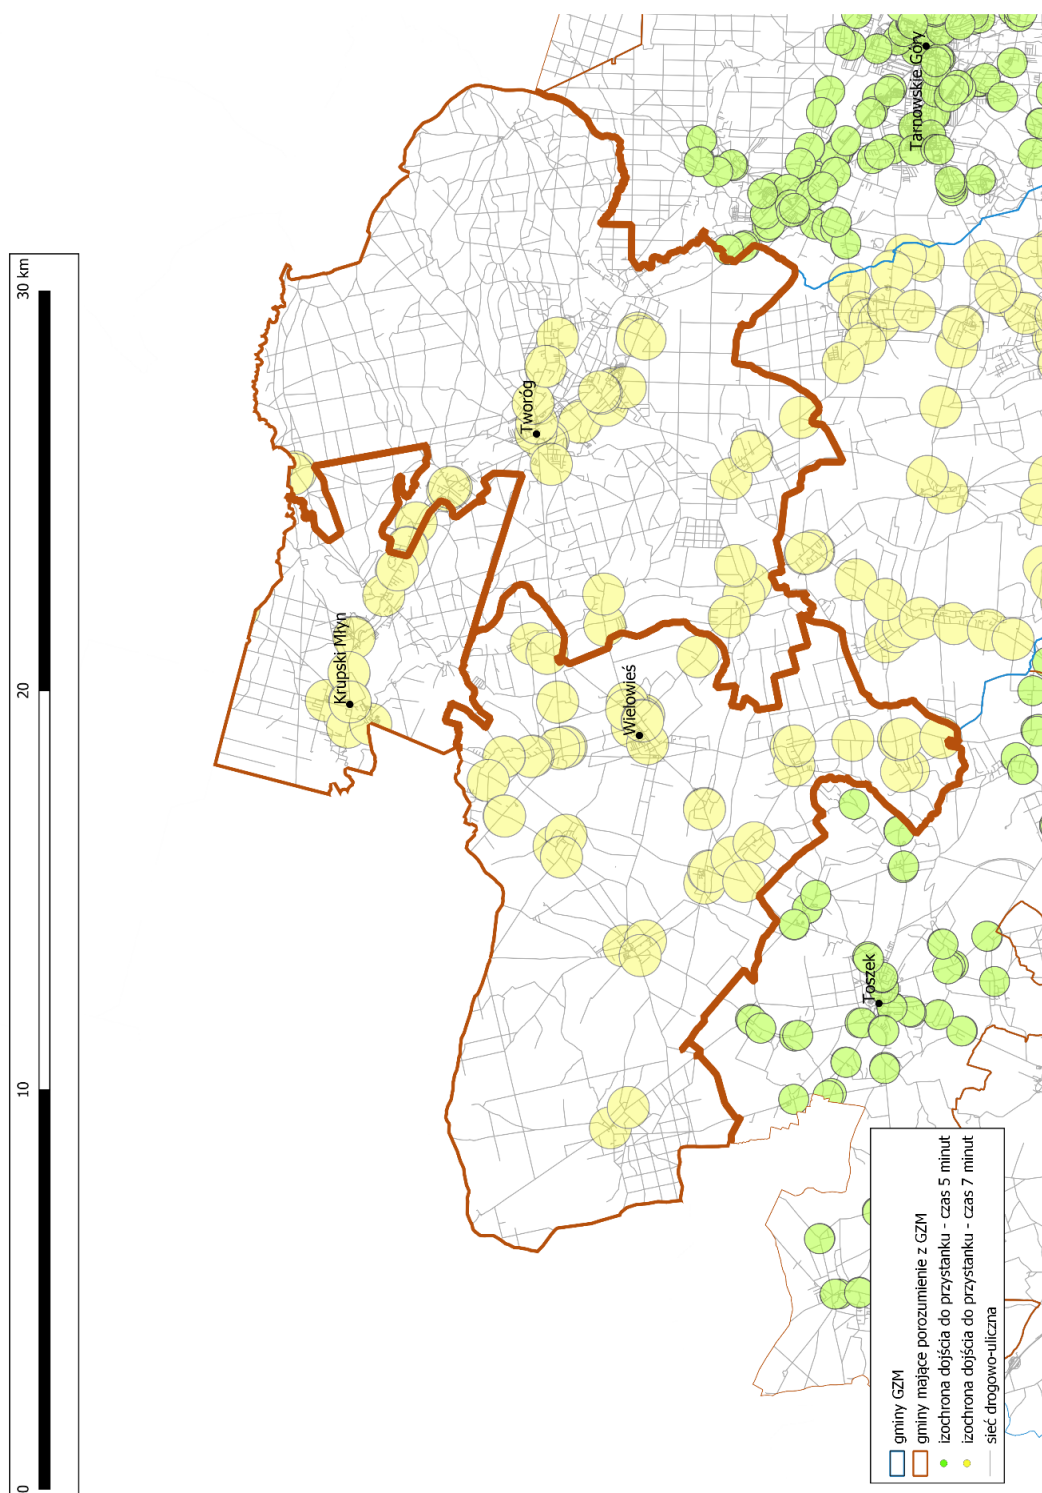 0
10
20
30 km
Krupski Młyn
Tworóg
Wielowieś
Tarnowskie Góry
Toszek
gminy GZM
gminy mające porozumienie z GZM
izochrona dojścia do przystanku - czas 5 minut
izochrona dojścia do przystanku - czas 7 minut
sieć drogowo-uliczna